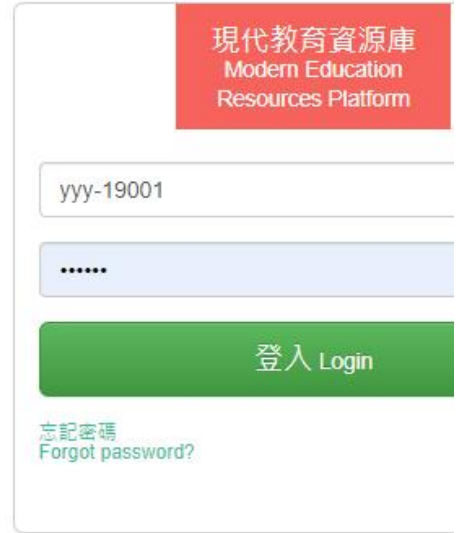 現代教育資源庫
Modern Education
Resources Platform
yyy-19001
••••••
登入 Login
忘記密碼
Forgot password?